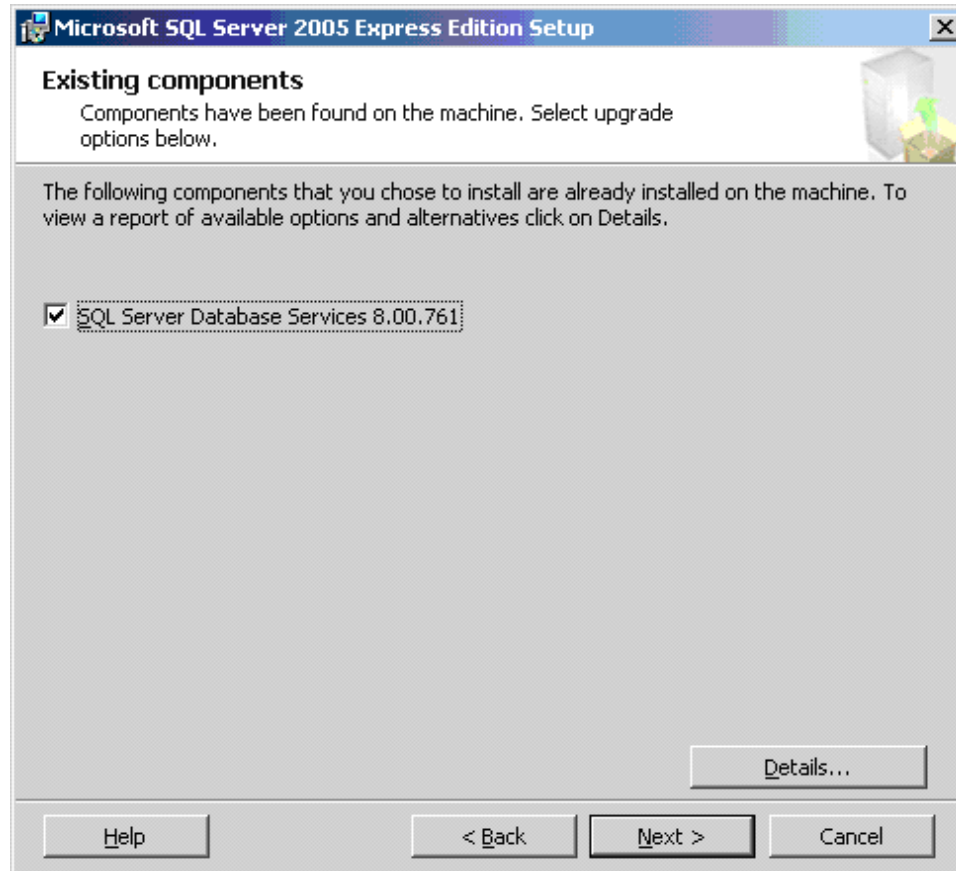 Microsoft SQL Server 2005 Express Edition Setup
Existing components
Components have been found on the machine. Select upgrade
options below.
The following components that you chose to install are already installed on the machine. To
view a report of available options and alternatives click on Details.
SQL Server Database Services 8.00.761
Details...
Help
< Back
Next >
Cancel